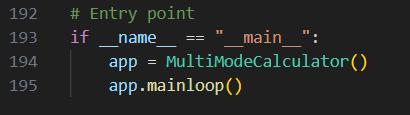 192 # Entry point
193 if __name__ == "__main__":
194     app = MultiModeCalculator()
195     app.mainloop()